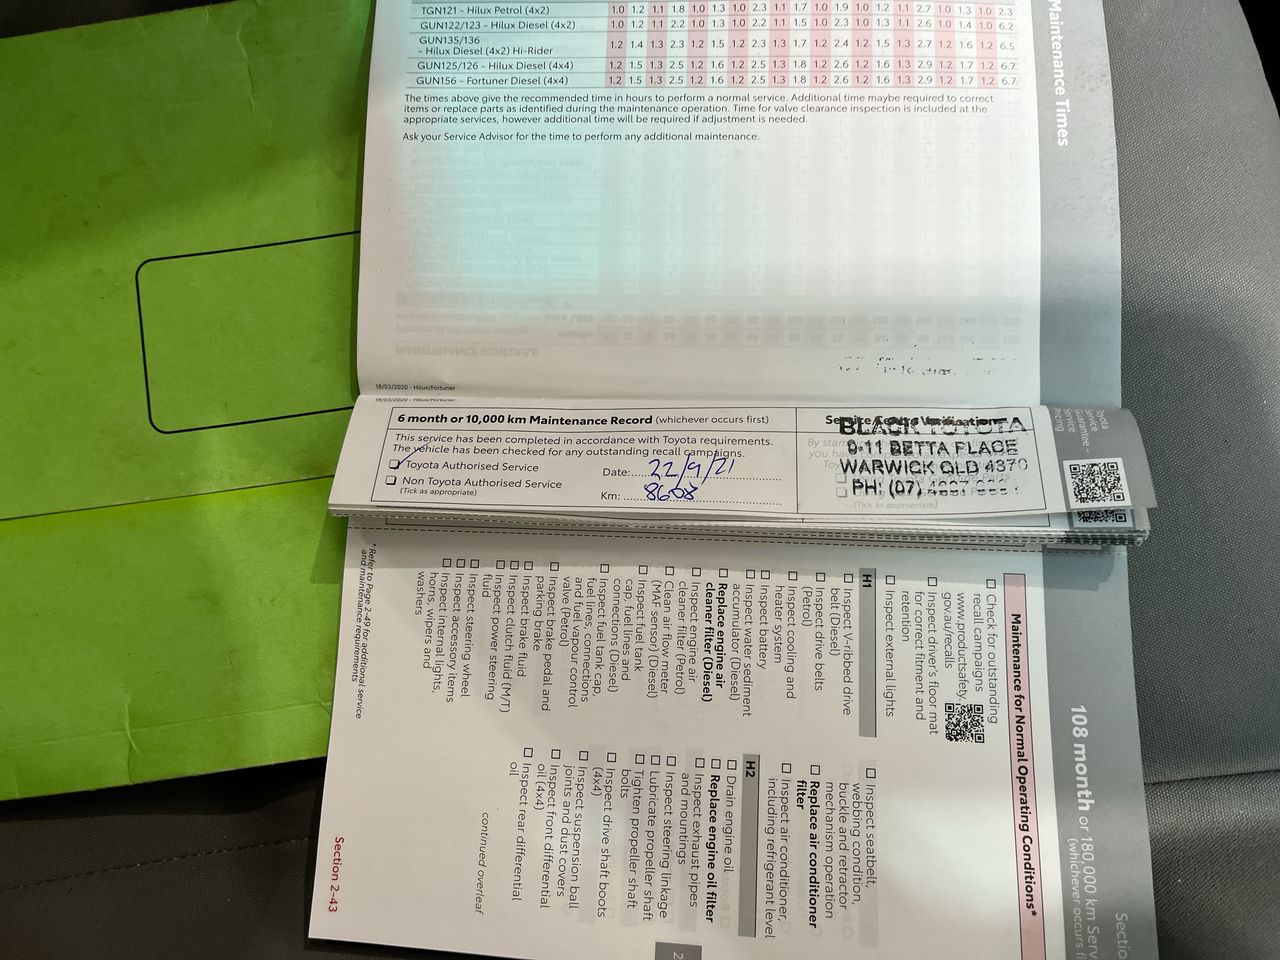 TGN121 - Hilux Petrol (4x2) 1.0 1.2 1.1 1.8 1.0 1.3 1.0 2.3 1.1 1.7 1.0 1.9 1.0 1.2 1.1 2.7 1.0 1.3 1.0 2.3
GUN122/123 - Hilux Diesel (4x2) 1.0 1.2 1.1 2.2 1.0 1.3 1.0 2.2 1.1 1.5 1.0 2.3 1.0 1.3 1.1 2.6 1.0 1.4 1.0 6.2
GUN135/136
- Hilux Diesel (4x2) Hi-Rider 1.2 1.4 1.3 2.3 1.2 1.5 1.2 2.3 1.3 1.7 1.2 2.4 1.2 1.5 1.3 2.7 1.2 1.6 1.2 6.5
GUN125/126 - Hilux Diesel (4x4) 1.2 1.5 1.3 2.5 1.2 1.6 1.2 2.5 1.3 1.8 1.2 2.6 1.2 1.6 1.3 2.9 1.2 1.7 1.2 6.7
GUN156 - Fortuner Diesel (4x4) 1.2 1.5 1.3 2.5 1.2 1.6 1.2 2.5 1.3 1.8 1.2 2.6 1.2 1.6 1.3 2.9 1.2 1.7 1.2 6.7
The times above give the recommended time in hours to perform a normal service. Additional time maybe required to correct
items or replace parts as identified during the maintenance operation. Time for valve clearance inspection is included at the
appropriate services, however additional time will be required if adjustment is needed.
Ask your Service Advisor for the time to perform any additional maintenance.
Maintenance Times
18/03/2020 - Hilux/Fortuner
18/03/2020 - Hilux/Fortuner
6 month or 10,000 km Maintenance Record (whichever occurs first)
This service has been completed in accordance with Toyota requirements.
The vehicle has been checked for any outstanding recall campaigns.
Toyota Authorised Service
Non Toyota Authorised Service
(Tick as appropriate)
Date: 22/9/21
Km: 8608
Service Verification
BLACK TOYOTA
9-11 BETTA PLACE
WARWICK QLD 4370
PH: (07)
(Tick as appropriate)
Service
Guarantee -
Service
Pricing
108 month or 180,000 km Serv
(whichever occurs fi
Sectio
Maintenance for Normal Operating Conditions*
☐ Check for outstanding
recall campaigns
www.productsafety.
gov.au/recalls
☐ Inspect driver's floor mat
for correct fitment and
retention
☐ Inspect external lights
H1
☐ Inspect V-ribbed drive
belt (Diesel)
☐ Inspect drive belts
(Petrol)
☐ Inspect cooling and
heater system
☐ Inspect battery
☐ Inspect water sediment
accumulator (Diesel)
☐ Replace engine air
cleaner filter (Diesel)
☐ Inspect engine air
cleaner filter (Petrol)
☐ Clean air flow meter
(MAF sensor) (Diesel)
☐ Inspect fuel tank
cap, fuel lines and
connections (Diesel)
☐ Inspect fuel tank cap,
fuel lines, connections
and fuel vapour control
valve (Petrol)
☐ Inspect brake pedal and
parking brake
☐ Inspect brake fluid
☐ Inspect clutch fluid (M/T)
☐ Inspect power steering
fluid
☐ Inspect steering wheel
☐ Inspect accessory items
☐ Inspect internal lights,
horns, wipers and
washers
☐ Inspect seatbelt,
webbing condition,
buckle and retractor
mechanism operation
☐ Replace air conditioner
filter
☐ Inspect air conditioner,
including refrigerant level
H2
☐ Drain engine oil
☐ Replace engine oil filter
☐ Inspect exhaust pipes
and mountings
☐ Inspect steering linkage
☐ Lubricate propeller shaft
☐ Tighten propeller shaft
bolts
☐ Inspect drive shaft boots
(4x4)
☐ Inspect suspension ball
joints and dust covers
☐ Inspect front differential
oil (4x4)
☐ Inspect rear differential
oil
continued overleaf
* Refer to Page 2-49 for additional service
and maintenance requirements
Section 2-43